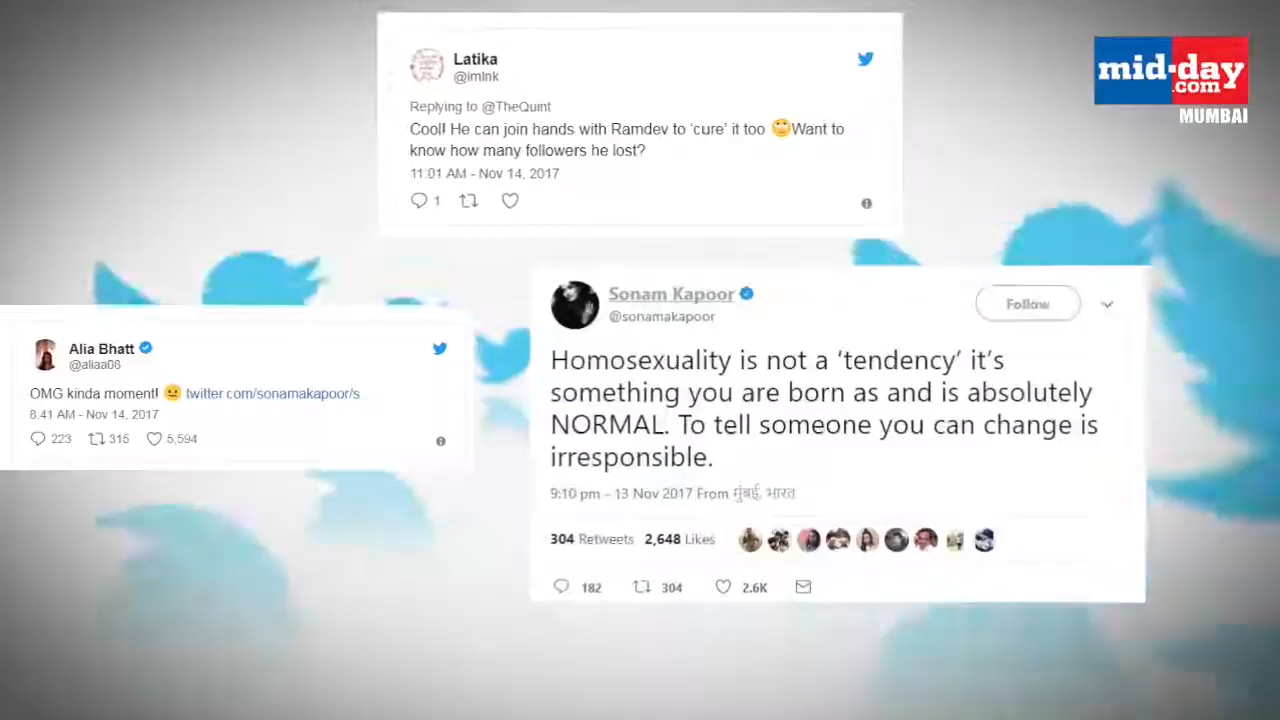 Latika
@imInk
Replying to @TheQuint
Cool! He can join hands with Ramdev to ‘cure’ it too 🙄Want to
know how many followers he lost?
11:01 AM - Nov 14, 2017
1
mid-day
.com
MUMBAI
Alia Bhatt
@aliaa08
OMG kinda moment! 😐 twitter.com/sonamakapoor/s
8:41 AM - Nov 14, 2017
223 315 5,594
Sonam Kapoor
@sonamakapoor
Follow
Homosexuality is not a ‘tendency’ it’s
something you are born as and is absolutely
NORMAL. To tell someone you can change is
irresponsible.
9:10 pm - 13 Nov 2017 From मुंबई, भारत
304 Retweets 2,648 Likes
182 304 2.6K